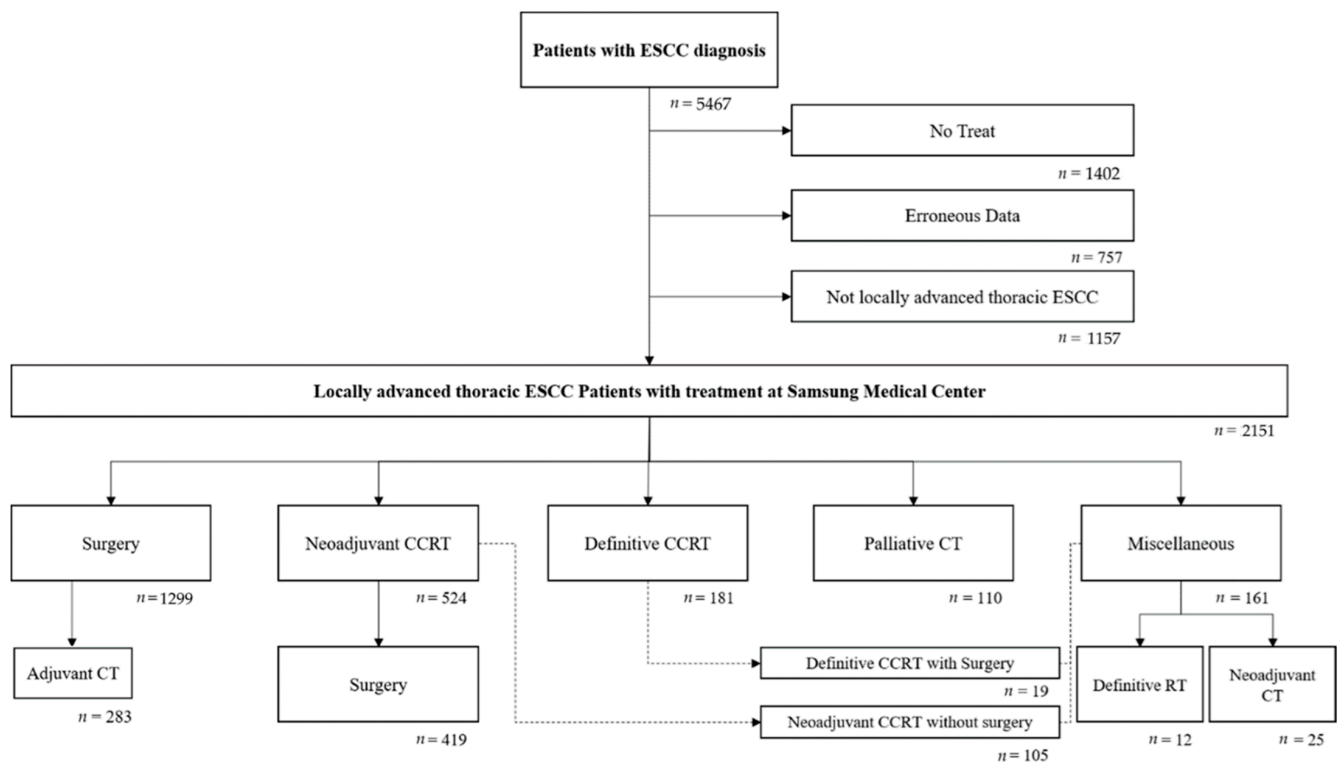 Patients with ESCC diagnosis
n = 5467
No Treat
n = 1402
Erroneous Data
n = 757
Not locally advanced thoracic ESCC
n = 1157
Locally advanced thoracic ESCC Patients with treatment at Samsung Medical Center
n = 2151
Surgery
n=1299
Neoadjuvant CCRT
n = 524
Definitive CCRT
n = 181
Palliative CT
n = 110
Miscellaneous
n = 161
Adjuvant CT
n = 283
Surgery
n = 419
Definitive CCRT with Surgery
n = 19
Neoadjuvant CCRT without surgery
n = 105
Definitive RT
n = 12
Neoadjuvant
CT
n = 25